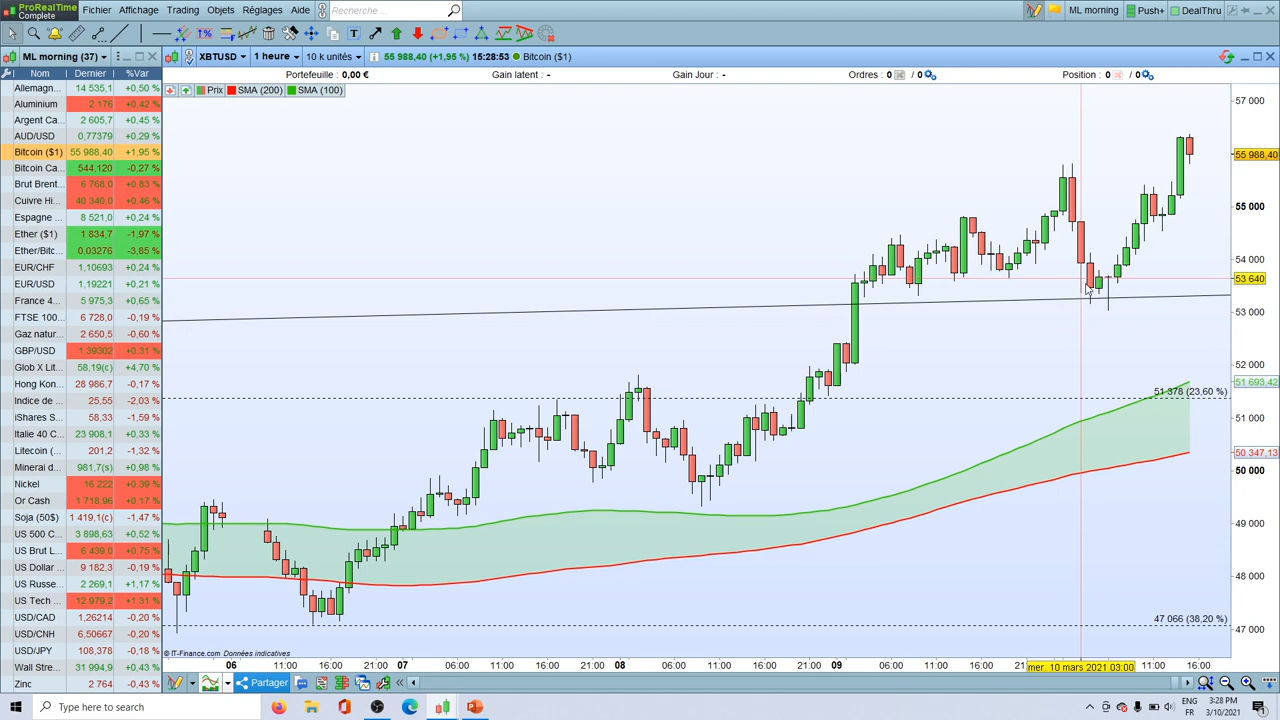 ProRealTime
Complete
Fichier Affichage Trading Objets Réglages Aide Recherche ... ML morning Push+ DealThru
ML morning (37) XBTUSD 1 heure 10 k unités 55 988,40 (+1,95 %) 15:28:53 Bitcoin ($1)
Nom Dernier %Var
Portefeuille : 0,00 € Gain latent : - Gain Jour : - Ordres : 0 / 0 Position : 0 / 0
Prix SMA (200) SMA (100)
Allemagn... 14 535,1 +0,50 %
Aluminium 2 176 +0,42 %
Argent Ca... 2 605,7 +0,45 %
AUD/USD 0,77379 +0,29 %
Bitcoin ($1) 55 988,40 +1,95 %
Bitcoin Ca... 544,120 -0,27 %
Brut Brent... 6 768,0 +0,83 %
Cuivre Hi... 40 340,0 +0,46 %
Espagne ... 8 521,0 +0,24 %
Ether ($1) 1 834,7 -1,97 %
Ether/Bitc... 0,03276 -3,85 %
EUR/CHF 1,10693 +0,24 %
EUR/USD 1,19221 +0,21 %
France 4... 5 975,3 +0,65 %
FTSE 100... 6 728,0 -0,19 %
Gaz natur... 2 650,5 -0,60 %
GBP/USD 1,39302 +0,31 %
Glob X Lit... 58,19(c) +4,70 %
Hong Kon... 28 986,7 -0,17 %
Indice de ... 25,55 -2,03 %
iShares S... 58,33 -1,59 %
Italie 40 C... 23 908,1 +0,33 %
Litecoin (... 201,2 -1,32 %
Minerai d... 981,7(s) +0,98 %
Nickel 16 222 +0,39 %
Or Cash 1 718,96 +0,17 %
Soja (50$) 1 419,1(c) -1,47 %
US 500 C... 3 898,63 +0,52 %
US Brut L... 6 439,0 +0,75 %
US Dollar ... 9 182,3 -0,19 %
US Russe... 2 269,1 +1,17 %
US Tech ... 12 979,2 +1,31 %
USD/CAD 1,26214 -0,20 %
USD/CNH 6,50667 -0,20 %
USD/JPY 108,378 -0,18 %
Wall Stre... 31 994,9 +0,43 %
Zinc 2 764 -0,43 %
57 000
55 988,40
55 000
54 000
53 640
53 000
52 000
51 693,42
51 378 (23,60 %)
51 000
50 347,13
50 000
49 000
48 000
47 066 (38,20 %)
47 000
© IT-Finance.com Données indicatives
06 11:00 16:00 21:00 07 06:00 11:00 16:00 21:00 08 06:00 11:00 16:00 21:00 09 06:00 11:00 16:00 21 mer. 10 mars 2021 03:00 11:00 16:00
Partager
Type here to search
ENG
FR
3:28 PM
3/10/2021